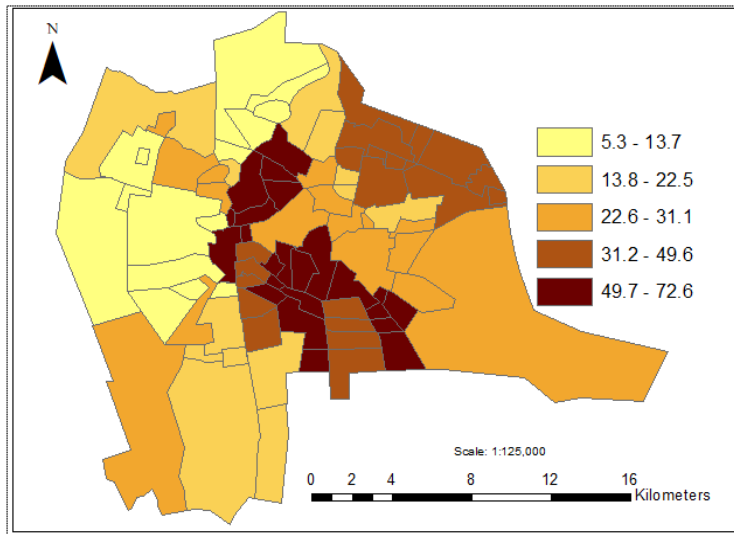 N
5.3 - 13.7
13.8 - 22.5
22.6 - 31.1
31.2 - 49.6
49.7 - 72.6
Scale: 1:125,000
0 2 4 8 12 16
Kilometers